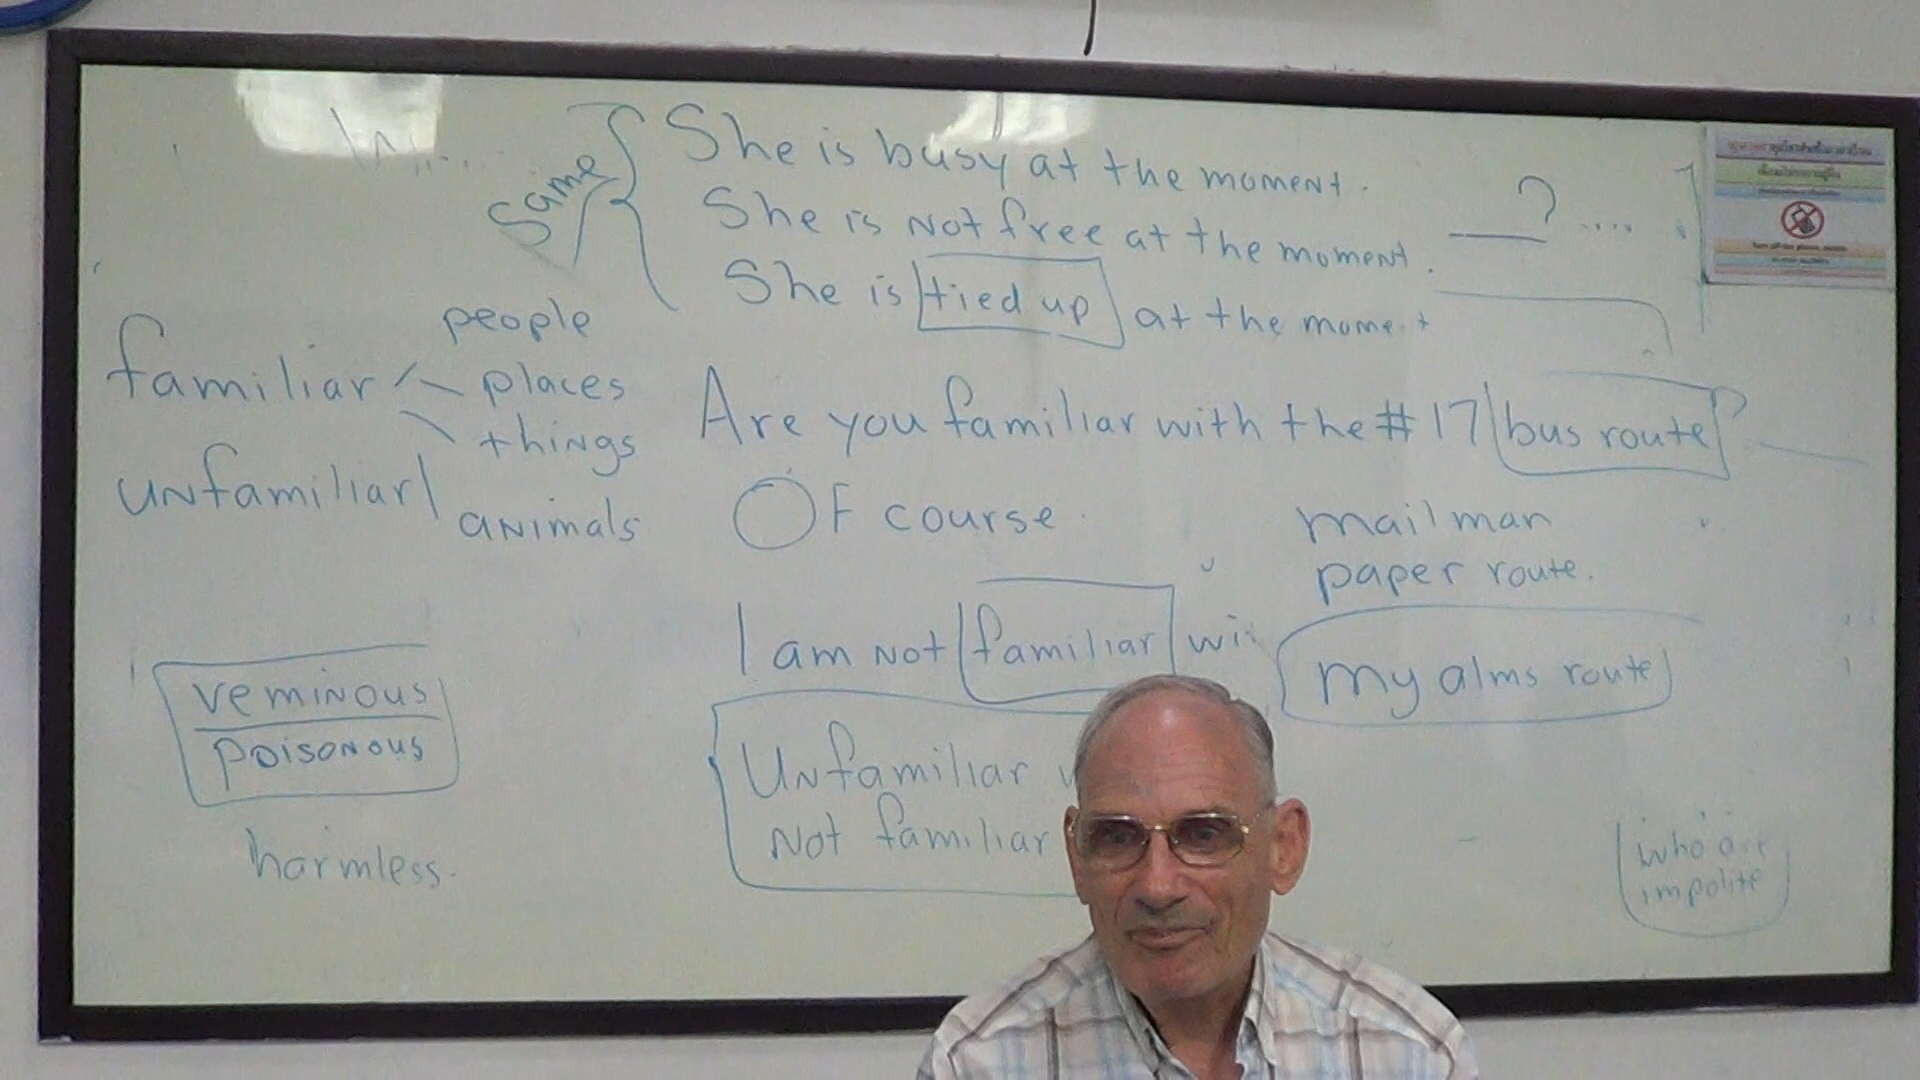 Same
She is busy at the moment.
She is Not free at the moment.
?....
She is tied up at the mome t
people
familiar
places
things
unfamiliar
animals
Are you familiar with the # 17 bus route?
OF course
mailman
paper route.
I am Not familiar wi
my alms route
veminous
poisonous
Unfamiliar
Not familiar
harmless.
who are
impolite